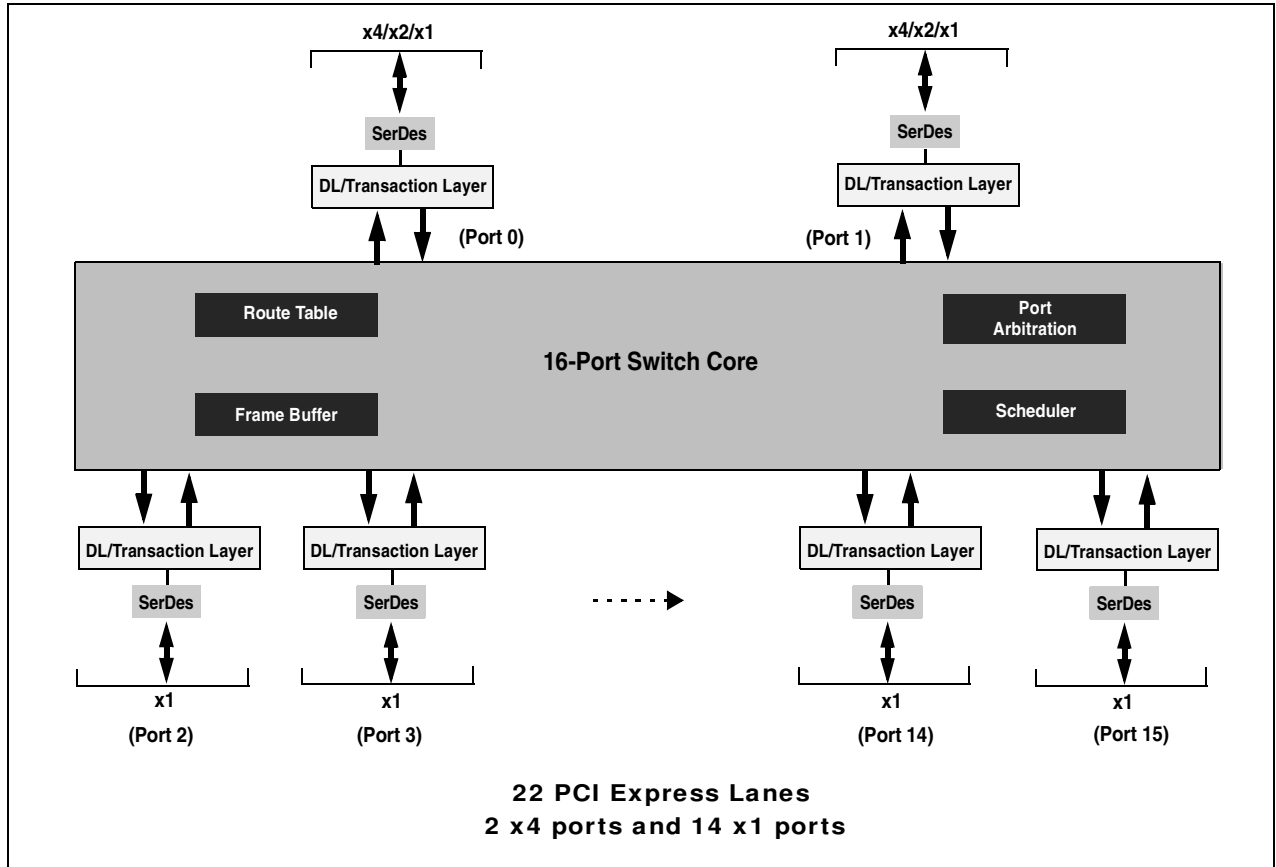 x4/x2/x1
x4/x2/x1
SerDes
SerDes
DL/Transaction Layer
DL/Transaction Layer
(Port 0)
(Port 1)
Route Table
Port
Arbitration
16-Port Switch Core
Frame Buffer
Scheduler
DL/Transaction Layer
DL/Transaction Layer
DL/Transaction Layer
DL/Transaction Layer
SerDes
SerDes
SerDes
SerDes
x1
x1
x1
x1
(Port 2)
(Port 3)
(Port 14)
(Port 15)
22 PCI Express Lanes
2 x4 ports and 14 x1 ports